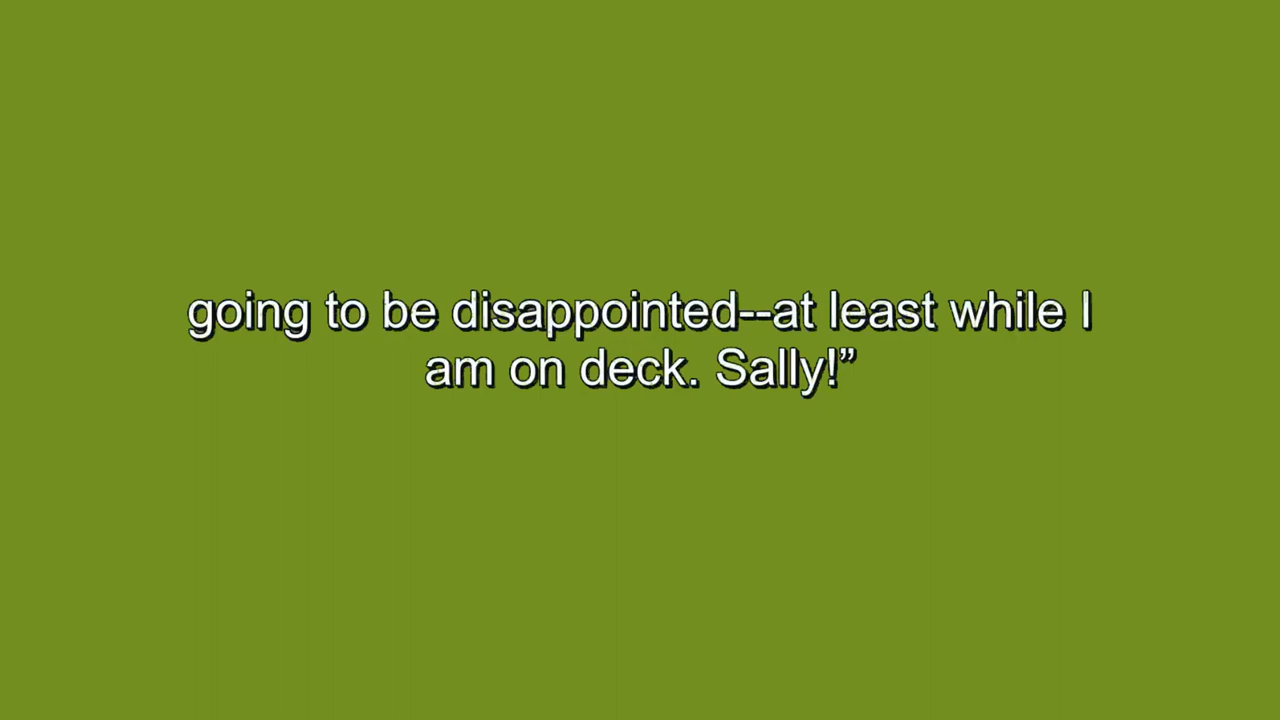 going to be disappointed--at least while I
am on deck. Sally!”